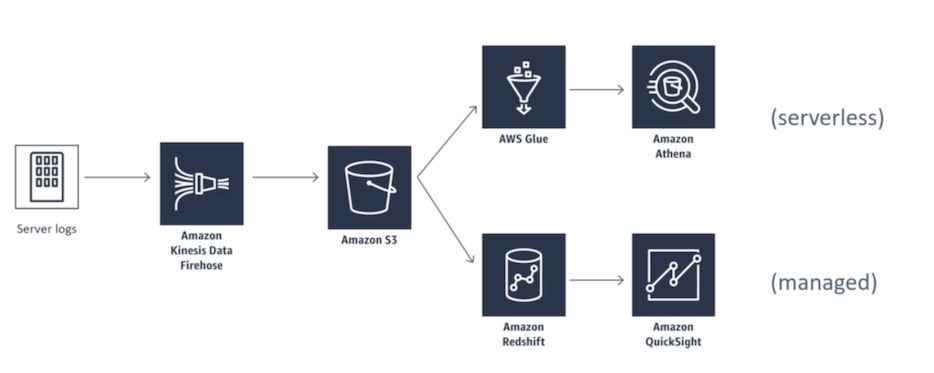 Server logs
Amazon
Kinesis Data
Firehose
Amazon S3
AWS Glue
Amazon
Athena
(serverless)
Amazon
Redshift
Amazon
QuickSight
(managed)